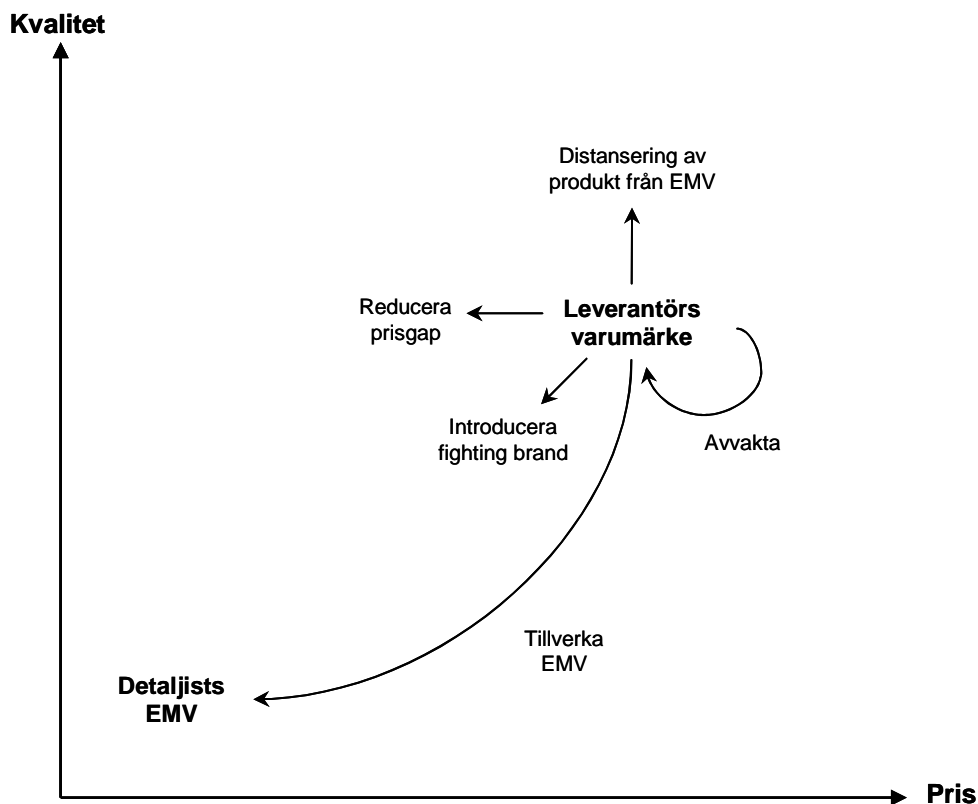 Kvalitet
Distansering av
produkt från EMV
Reducera
prisgap
Leverantörs
varumärke
Introducera
fighting brand
Avvakta
Tillverka
EMV
Detaljists
EMV
Pris